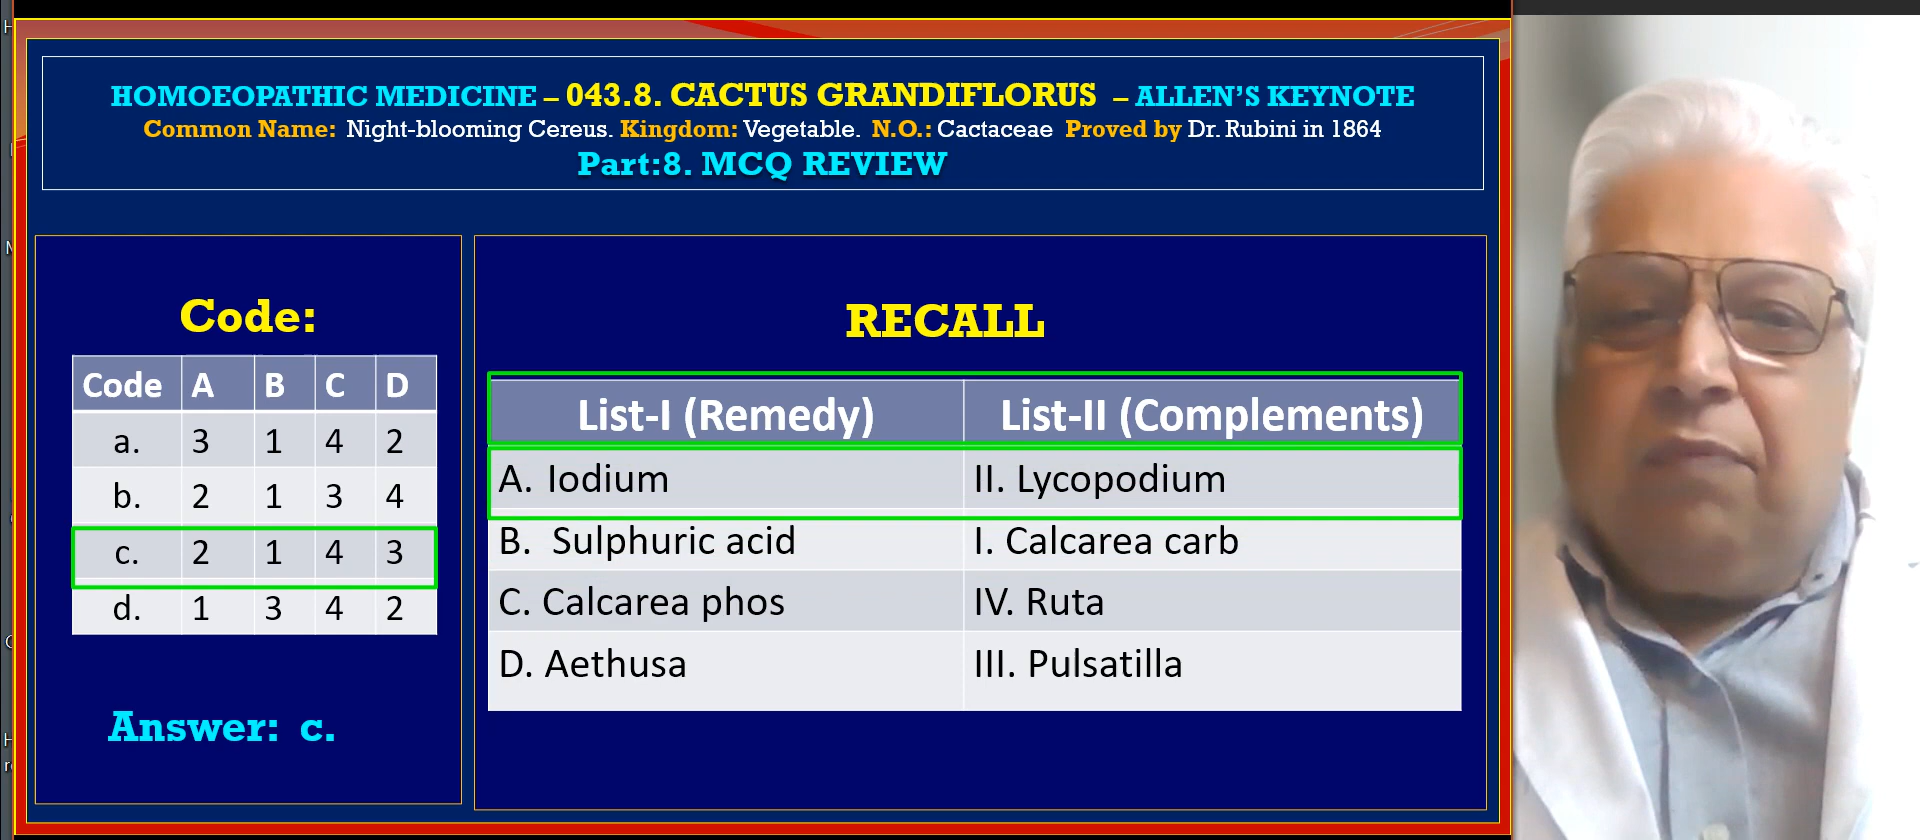 HOMOEOPATHIC MEDICINE – 043.8. CACTUS GRANDIFLORUS – ALLEN'S KEYNOTE
Common Name: Night-blooming Cereus. Kingdom: Vegetable. N.O.: Cactaceae Proved by Dr. Rubini in 1864
Part:8. MCQ REVIEW
Code:
Code A B C D
a. 3 1 4 2
b. 2 1 3 4
c. 2 1 4 3
d. 1 3 4 2
Answer: c.
RECALL
List-I (Remedy) List-II (Complements)
A. Iodium II. Lycopodium
B. Sulphuric acid I. Calcarea carb
C. Calcarea phos IV. Ruta
D. Aethusa III. Pulsatilla